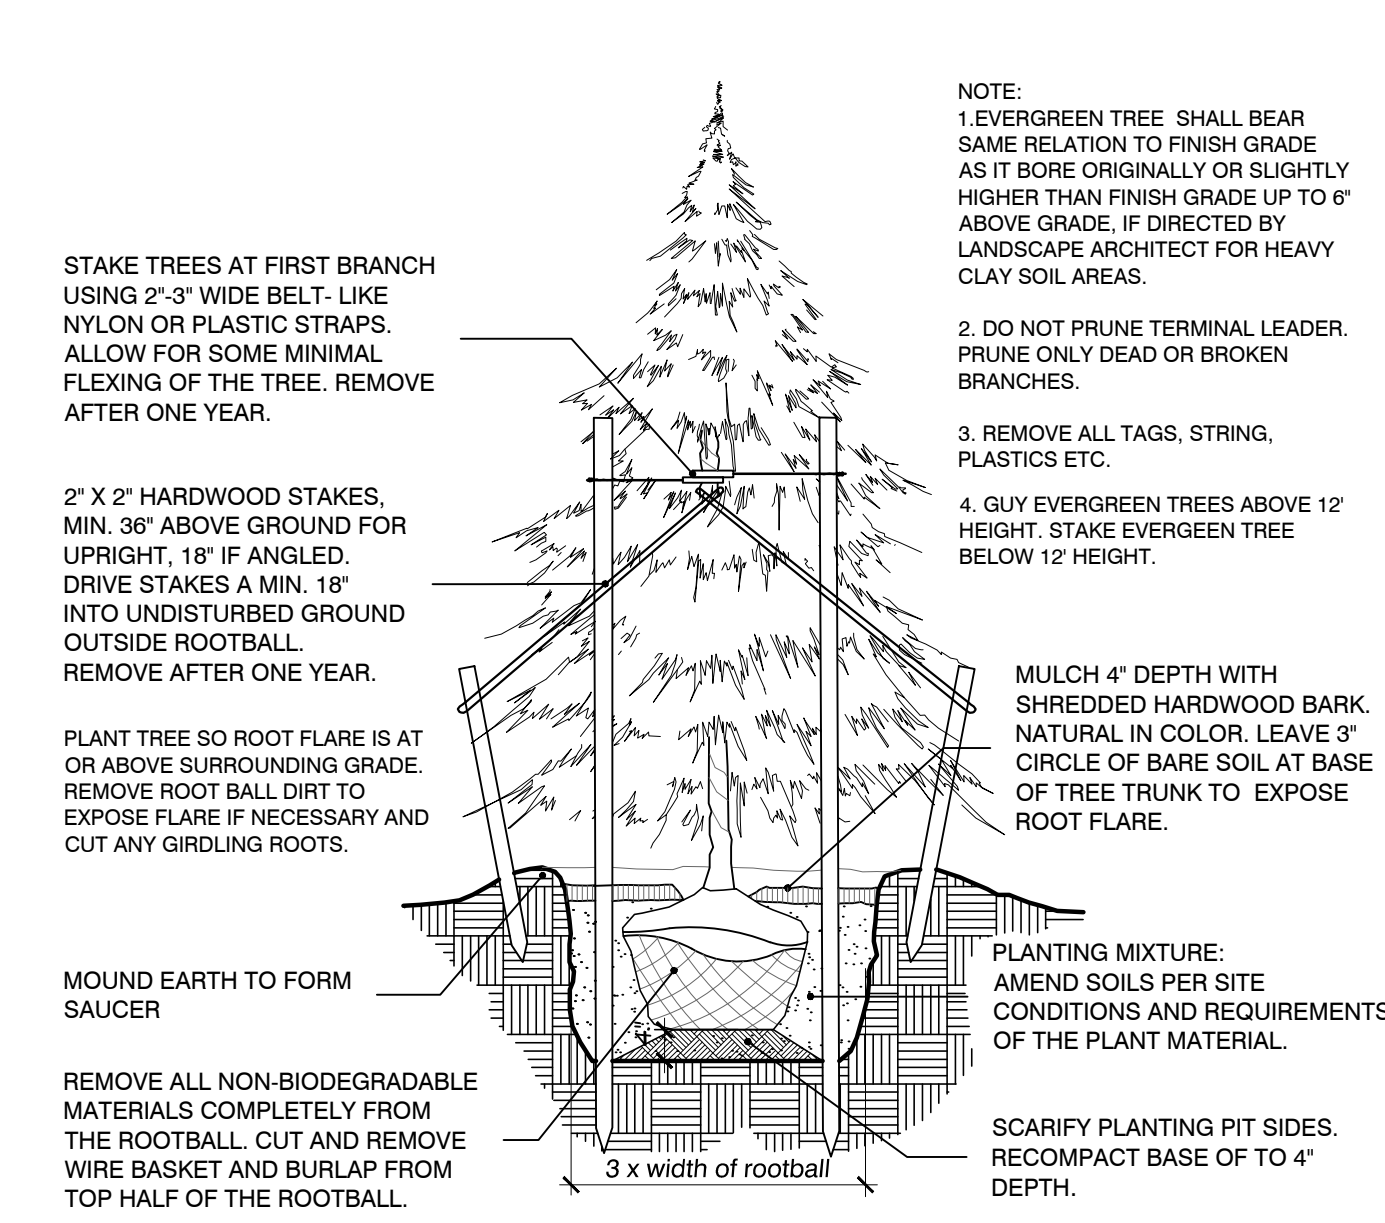 NOTE:
1.EVERGREEN TREE SHALL BEAR
SAME RELATION TO FINISH GRADE
AS IT BORE ORIGINALLY OR SLIGHTLY
HIGHER THAN FINISH GRADE UP TO 6"
ABOVE GRADE, IF DIRECTED BY
LANDSCAPE ARCHITECT FOR HEAVY
CLAY SOIL AREAS.
2. DO NOT PRUNE TERMINAL LEADER.
PRUNE ONLY DEAD OR BROKEN
BRANCHES.
3. REMOVE ALL TAGS, STRING,
PLASTICS ETC.
4. GUY EVERGREEN TREES ABOVE 12'
HEIGHT. STAKE EVERGEEN TREE
BELOW 12' HEIGHT.
STAKE TREES AT FIRST BRANCH
USING 2"-3" WIDE BELT- LIKE
NYLON OR PLASTIC STRAPS.
ALLOW FOR SOME MINIMAL
FLEXING OF THE TREE. REMOVE
AFTER ONE YEAR.
2" X 2" HARDWOOD STAKES,
MIN. 36" ABOVE GROUND FOR
UPRIGHT, 18" IF ANGLED.
DRIVE STAKES A MIN. 18"
INTO UNDISTURBED GROUND
OUTSIDE ROOTBALL.
REMOVE AFTER ONE YEAR.
PLANT TREE SO ROOT FLARE IS AT
OR ABOVE SURROUNDING GRADE.
REMOVE ROOT BALL DIRT TO
EXPOSE FLARE IF NECESSARY AND
CUT ANY GIRDLING ROOTS.
MOUND EARTH TO FORM
SAUCER
REMOVE ALL NON-BIODEGRADABLE
MATERIALS COMPLETELY FROM
THE ROOTBALL. CUT AND REMOVE
WIRE BASKET AND BURLAP FROM
TOP HALF OF THE ROOTBALL.
MULCH 4" DEPTH WITH
SHREDDED HARDWOOD BARK.
NATURAL IN COLOR. LEAVE 3"
CIRCLE OF BARE SOIL AT BASE
OF TREE TRUNK TO EXPOSE
ROOT FLARE.
PLANTING MIXTURE:
AMEND SOILS PER SITE
CONDITIONS AND REQUIREMENTS
OF THE PLANT MATERIAL.
SCARIFY PLANTING PIT SIDES.
RECOMPACT BASE OF TO 4"
DEPTH.
4"
3 x width of rootball